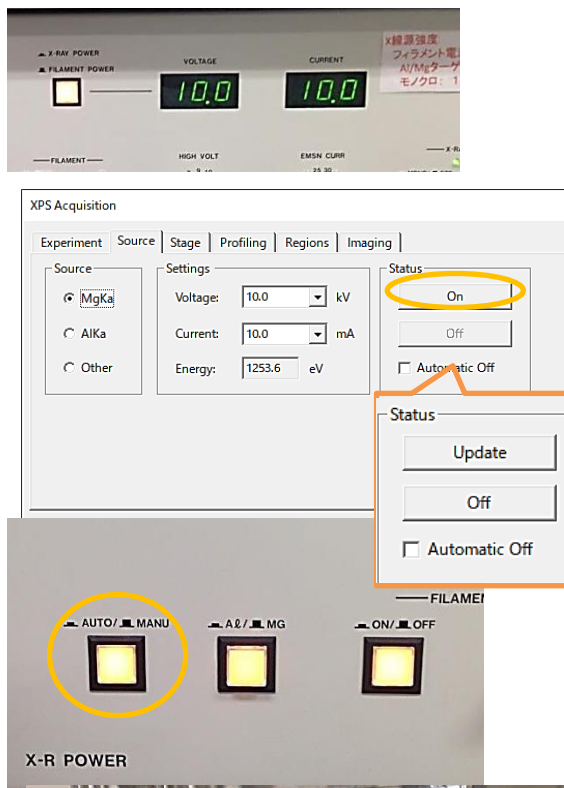 X-RAY POWER
FILAMENT POWER
VOLTAGE
CURRENT
10.0
10.0
X線源強度
フィラメント電
Al/Mgターゲ
モノクロ: 1
FILAMENT
HIGH VOLT
EMSN CURR
25 30
XPS Acquisition
Experiment Source Stage Profiling Regions Imaging
Source
MgKa
AlKa
Other
Settings
Voltage: 10.0 kV
Current: 10.0 mA
Energy: 1253.6 eV
Status
On
Off
Automatic Off
Status
Update
Off
Automatic Off
AUTO/ MANU
Aℓ/ MG
ON/ OFF
X-R POWER